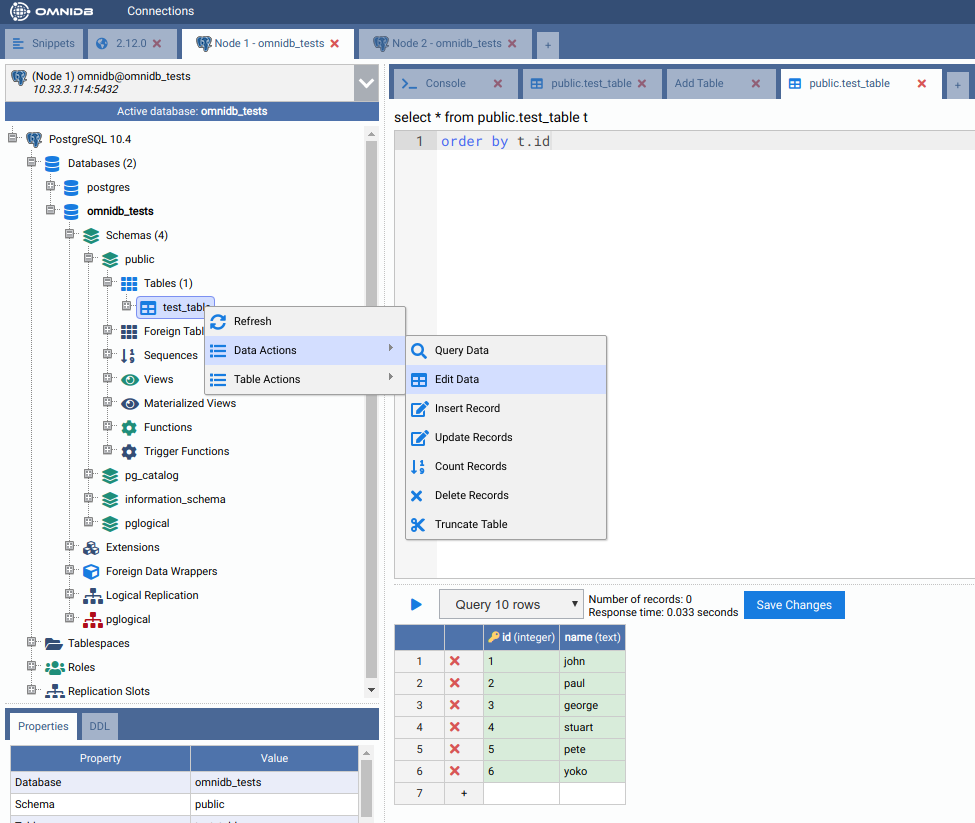 OMNIDB Connections
Snippets 2.12.0 Node 1 - omnidb_tests Node 2 - omnidb_tests +
(Node 1) omnidb@omnidb_tests
10.33.3.114:5432
Active database: omnidb_tests
PostgreSQL 10.4
Databases (2)
postgres
omnidb_tests
Schemas (4)
public
Tables (1)
test_table
Foreign Tabl
Sequences
Views
Materialized Views
Functions
Trigger Functions
pg_catalog
information_schema
pglogical
Extensions
Foreign Data Wrappers
Logical Replication
pglogical
Tablespaces
Roles
Replication Slots
Refresh
Data Actions
Table Actions
Query Data
Edit Data
Insert Record
Update Records
Count Records
Delete Records
Truncate Table
Properties DDL
Property Value
Database omnidb_tests
Schema public
Console public.test_table Add Table public.test_table +
select * from public.test_table t
1 order by t.id
Query 10 rows
Number of records: 0
Response time: 0.033 seconds
Save Changes
id (integer) name (text)
1 1 john
2 2 paul
3 3 george
4 4 stuart
5 5 pete
6 6 yoko
7 +